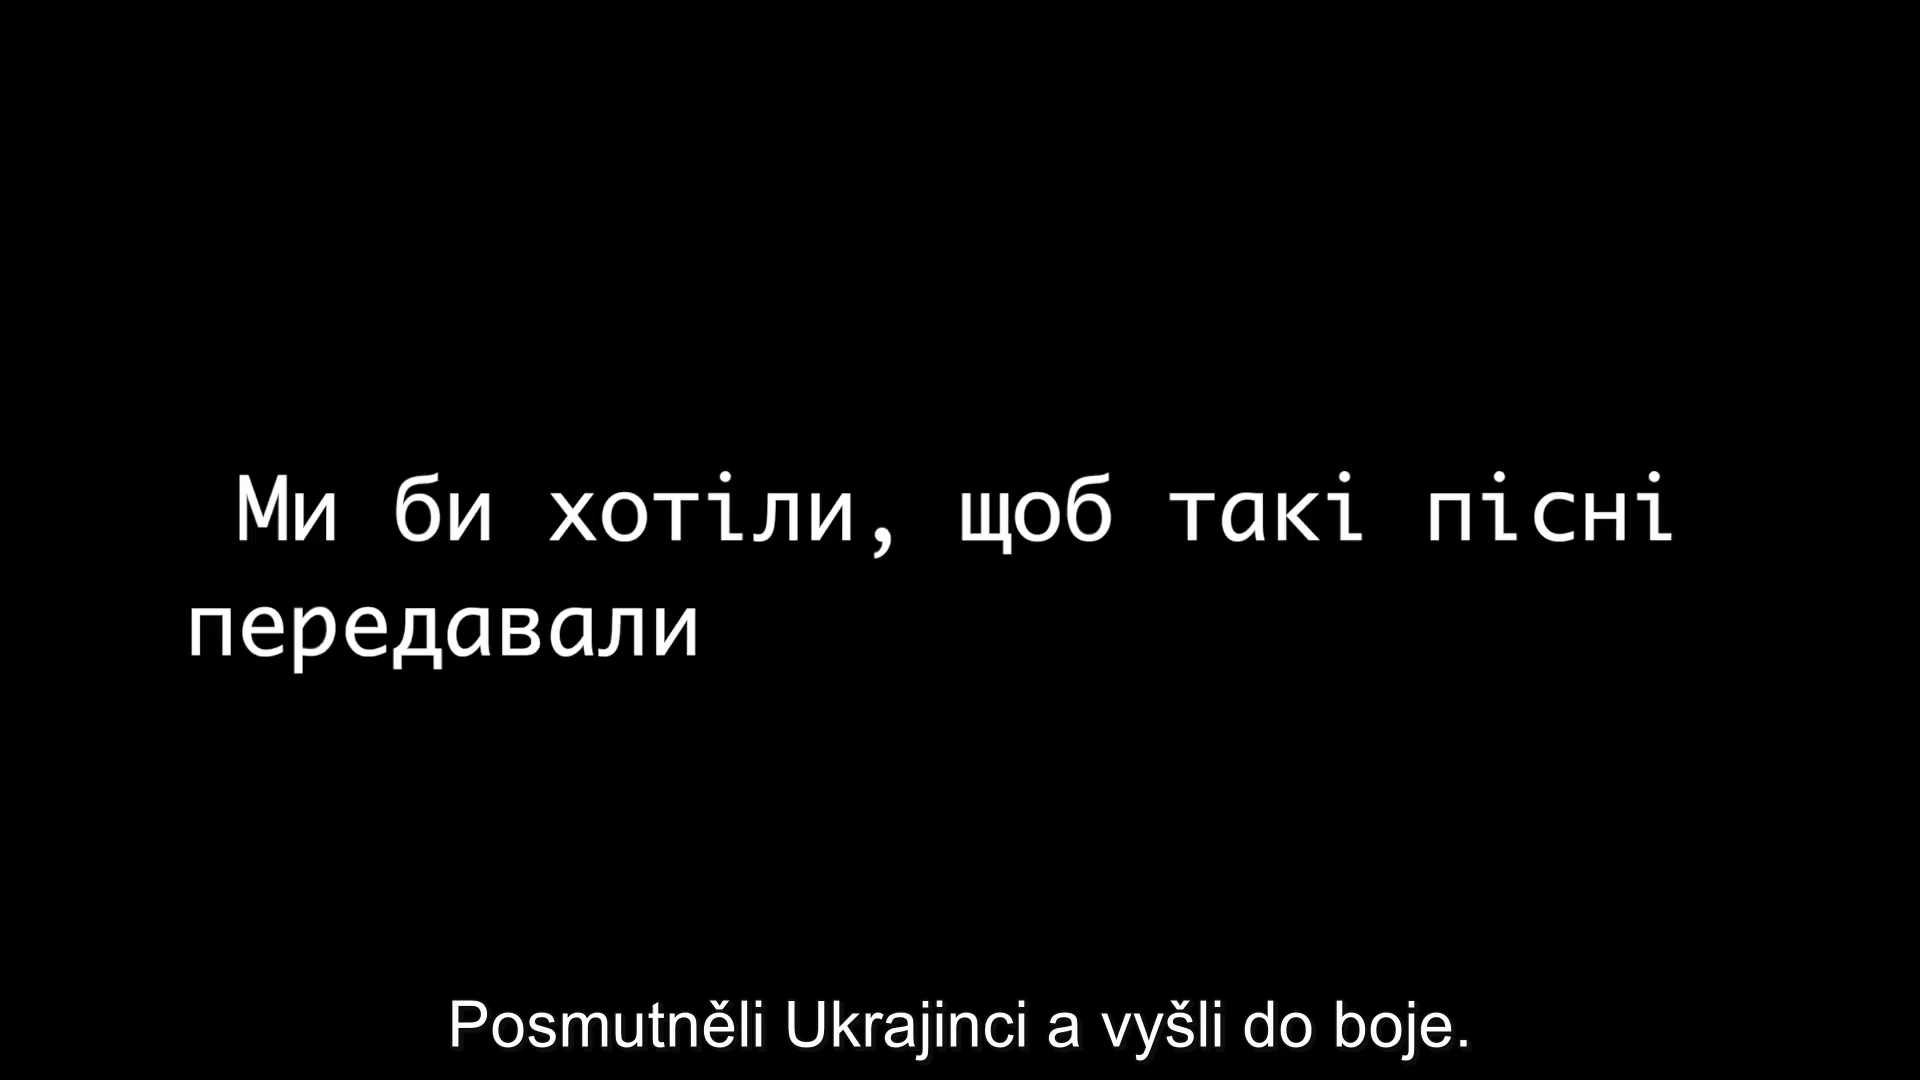 Ми би хотіли, щоб такі пісні
передавали
Posmutněli Ukrajinci a vyšli do boje.